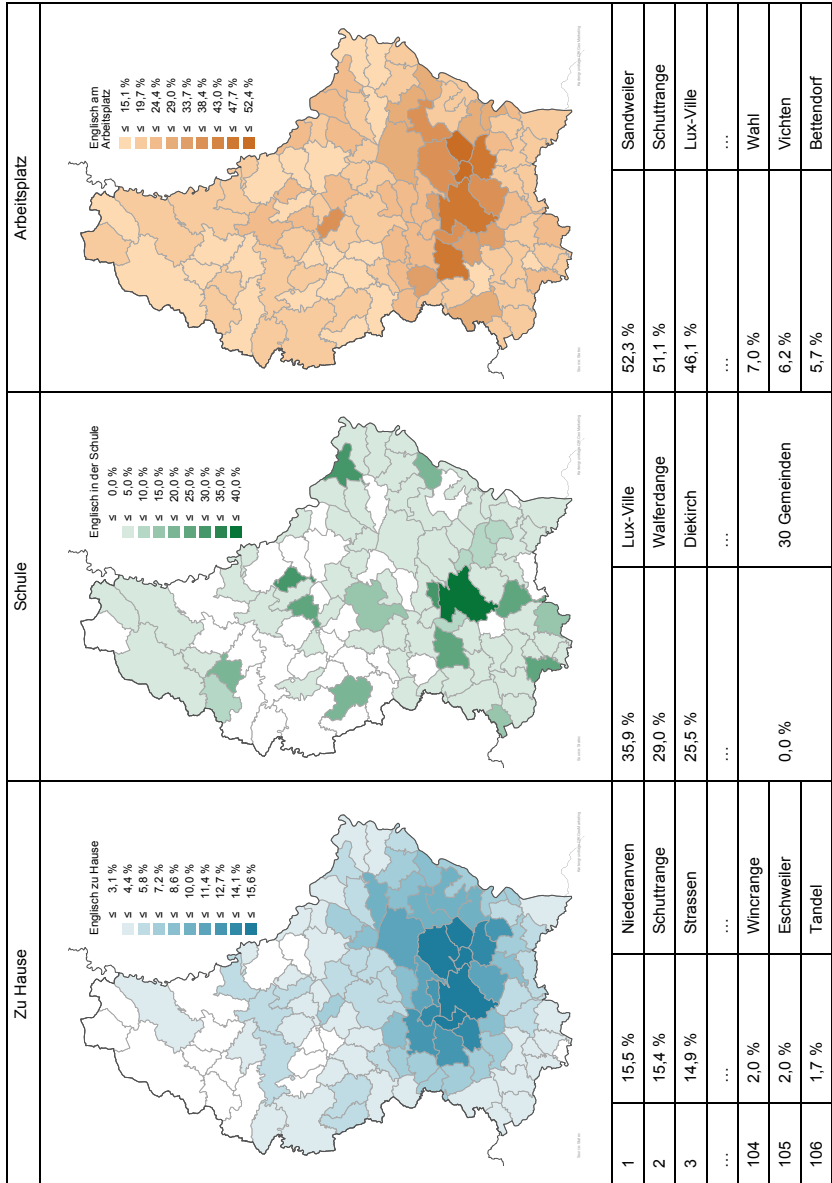 Zu Hause
Schule
Arbeitsplatz
Englisch zu Hause
≤ 3,1 %
≤ 4,4 %
≤ 5,8 %
≤ 7,2 %
≤ 8,6 %
≤ 10,0 %
≤ 11,4 %
≤ 12,7 %
≤ 14,1 %
≤ 15,6 %
Englisch in der Schule
≤ 0,0 %
≤ 5,0 %
≤ 10,0 %
≤ 15,0 %
≤ 20,0 %
≤ 25,0 %
≤ 30,0 %
≤ 35,0 %
≤ 40,0 %
Englisch am
Arbeitsplatz
≤ 15,1 %
≤ 19,7 %
≤ 24,4 %
≤ 29,0 %
≤ 33,7 %
≤ 38,4 %
≤ 43,0 %
≤ 47,7 %
≤ 52,4 %
1 15,5 % Niederanven 35,9 % Lux-Ville 52,3 % Sandweiler
2 15,4 % Schuttrange 29,0 % Walferdange 51,1 % Schuttrange
3 14,9 % Strassen 25,5 % Diekirch 46,1 % Lux-Ville
… … … … … … …
104 2,0 % Wincrange 0,0 % 30 Gemeinden 7,0 % Wahl
105 2,0 % Eschweiler 6,2 % Vichten
106 1,7 % Tandel 5,7 % Bettendorf